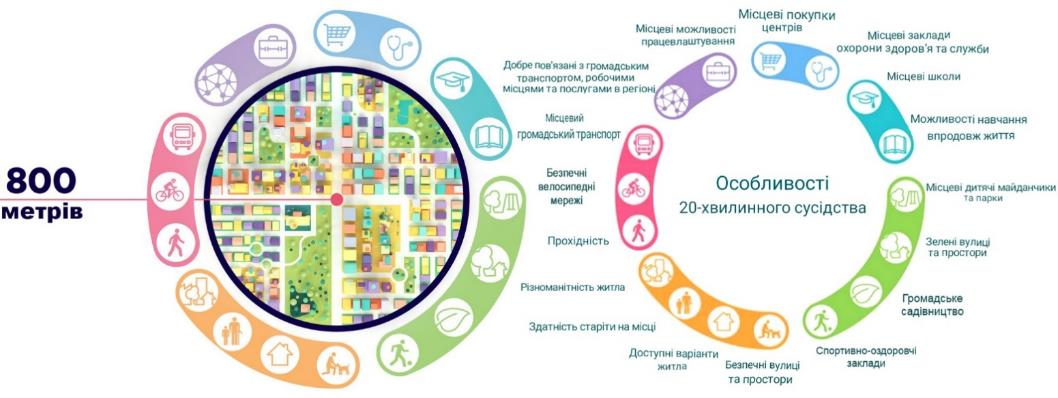 800
метрів
Місцеві можливості
працевлаштування
Місцеві покупки
центрів
Місцеві заклади
охорони здоров'я та служби
Добре пов'язані з громадським
транспортом, робочими
місцями та послугами в регіоні
Місцеві школи
Місцевий
громадський транспорт
Можливості навчання
впродовж життя
Безпечні
велосипедні
мережі
Особливості
20-хвилинного сусідства
Місцеві дитячі майданчики
та парки
Прохідність
Зелені вулиці
та простори
Різноманітність житла
Громадське
садівництво
Здатність старіти на місці
Доступні варіанти
житла
Безпечні вулиці
та простори
Спортивно-оздоровчі
заклади